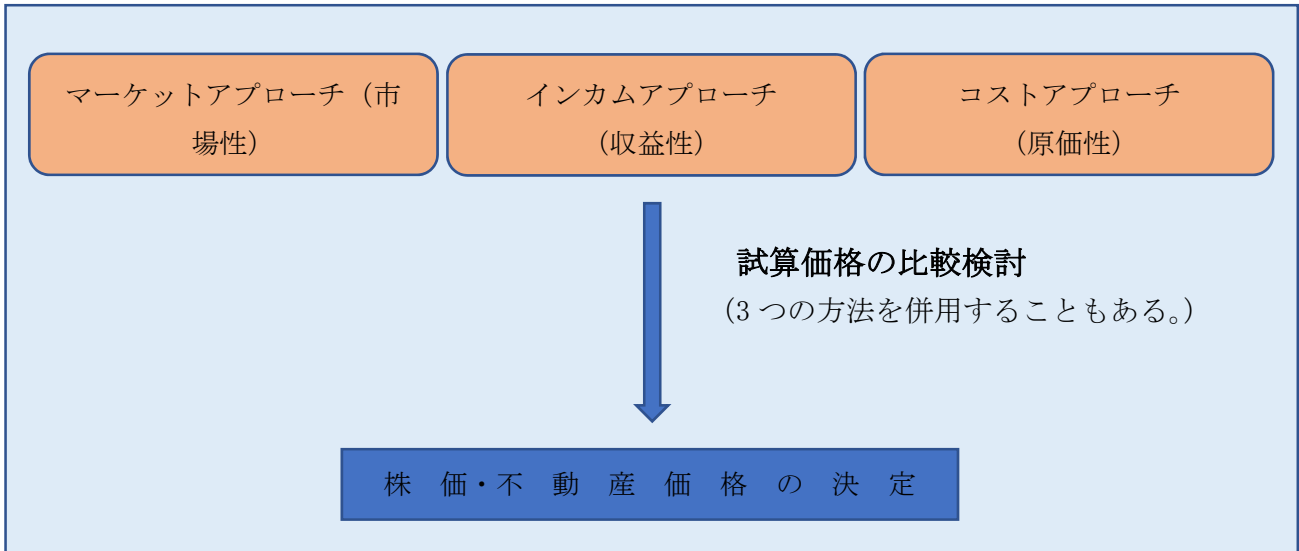 マーケットアプローチ（市
場性）
インカムアプローチ
（収益性）
コストアプローチ
（原価性）
試算価格の比較検討
（3 つの方法を併用することもある。）
株　価・不　動　産　価　格　の　決　定